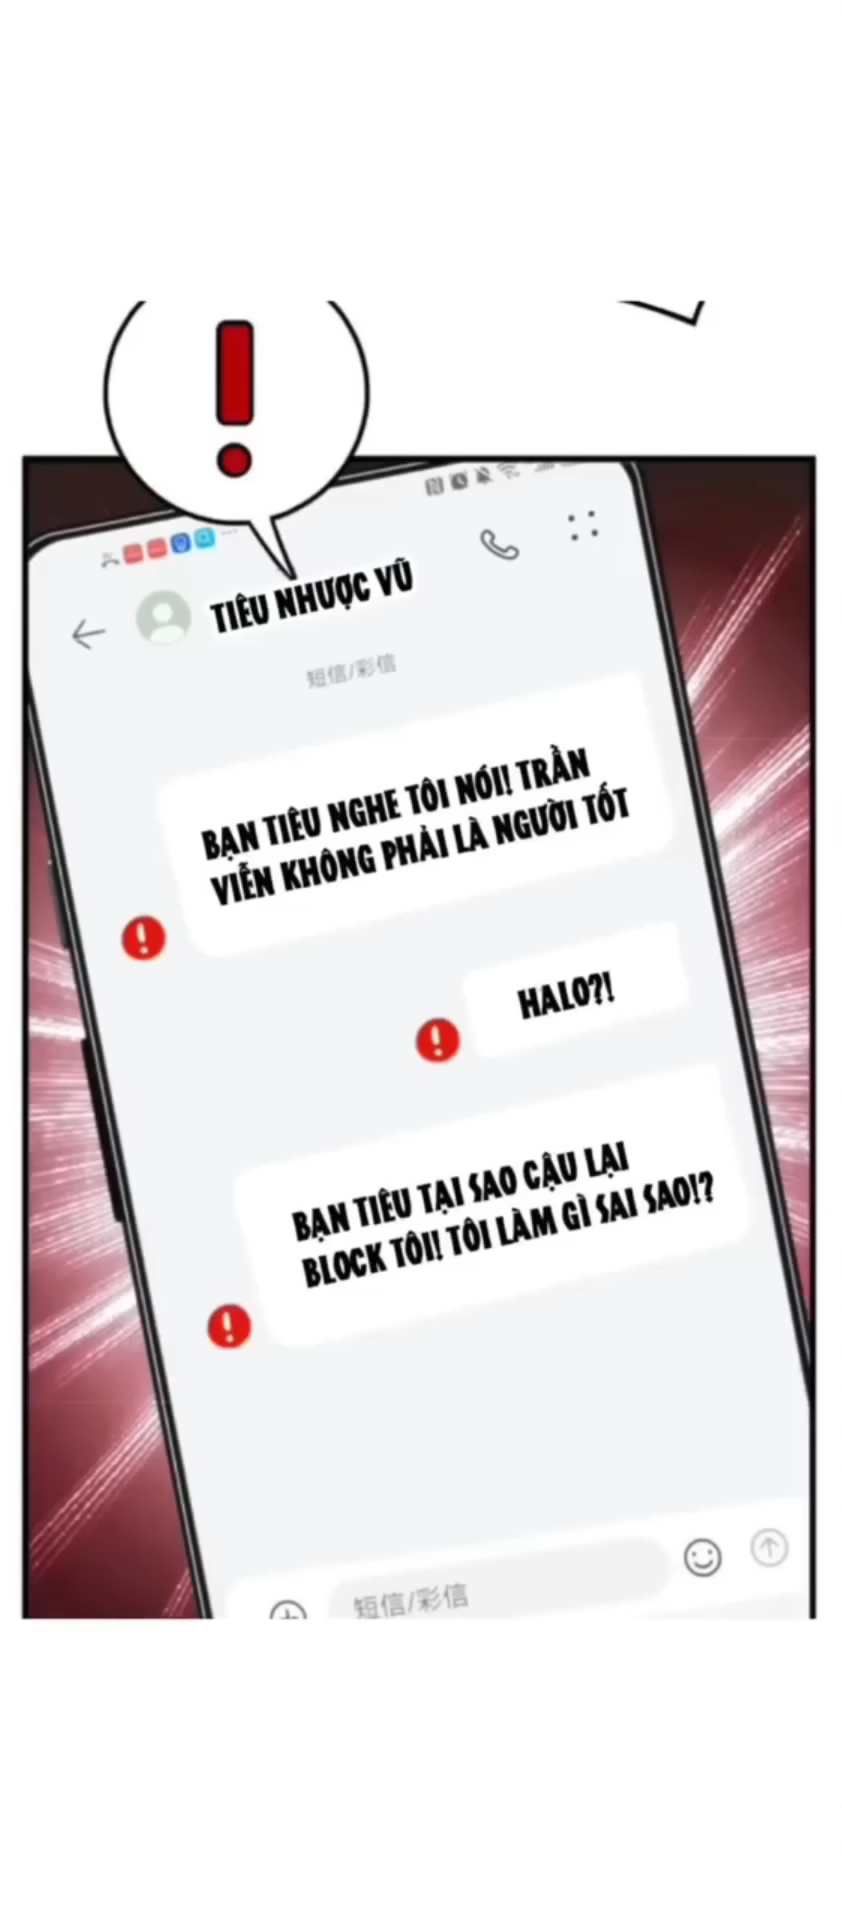 !
TIÊU NHƯỢC VŨ
短信/彩信
BẠN TIÊU NGHE TÔI NÓI! TRẦN
VIỄN KHÔNG PHẢI LÀ NGƯỜI TỐT
HALO?!
BẠN TIÊU TẠI SAO CẬU LẠI
BLOCK TÔI! TÔI LÀM GÌ SAI SAO!?
短信/彩信